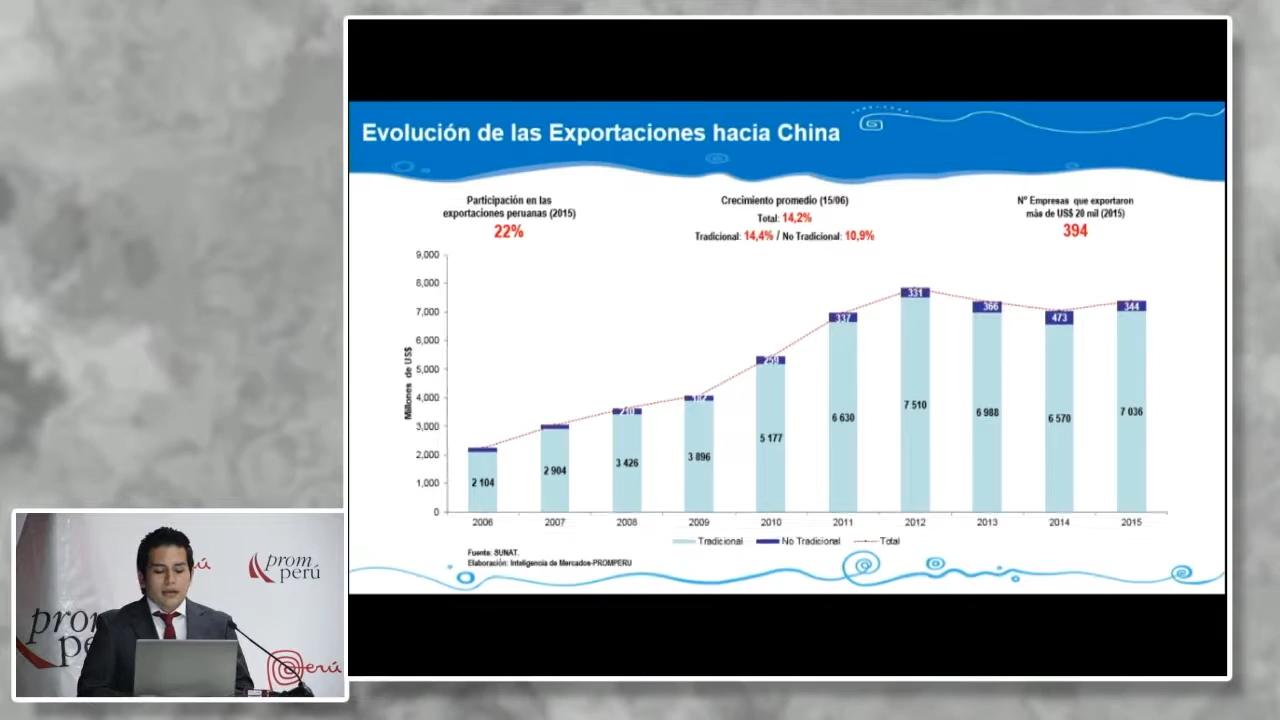 Evolución de las Exportaciones hacia China
Participación en las
exportaciones peruanas (2015)
22%
Crecimiento promedio (15/06)
Total: 14,2%
Tradicional: 14,4% / No Tradicional: 10,9%
Nº Empresas que exportaron
más de US$ 20 mil (2015)
394
Millones de US$
9,000
8,000
7,000
6,000
5,000
4,000
3,000
2,000
1,000
0
331
337
366
473
344
259
182
210
2 104
2 904
3 426
3 896
5 177
6 630
7 510
6 988
6 570
7 036
2006
2007
2008
2009
2010
2011
2012
2013
2014
2015
Tradicional
No Tradicional
Total
Fuente: SUNAT.
Elaboración: Inteligencia de Mercados-PROMPERU
prom
perú
Perú